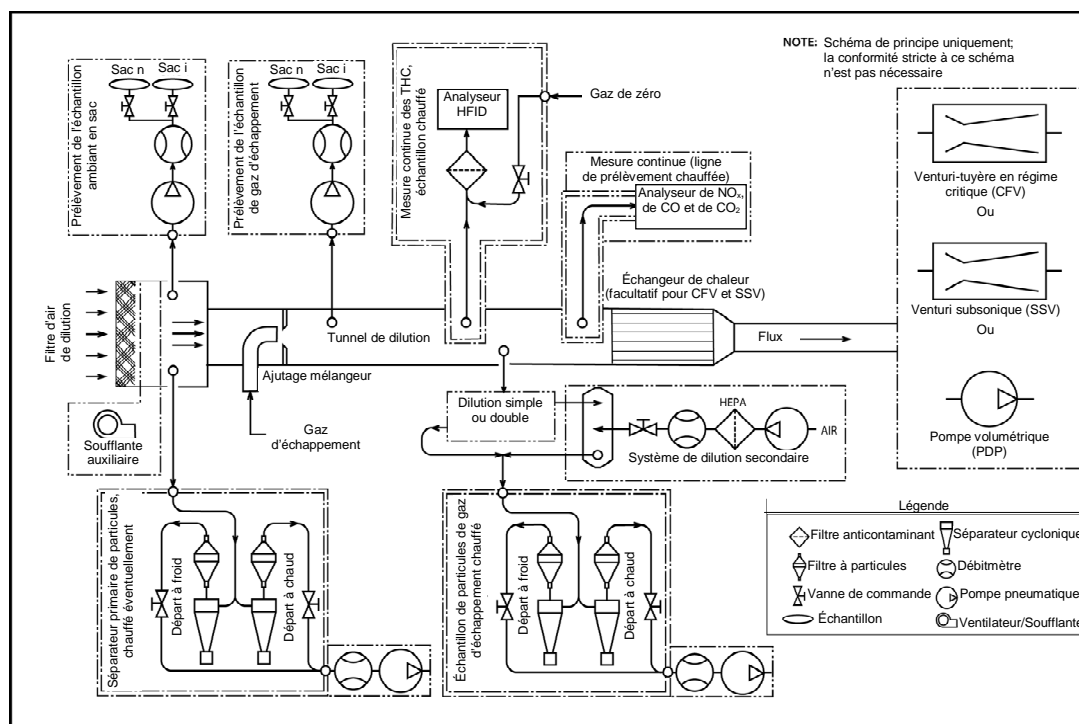 NOTE: Schéma de principe uniquement;
la conformité stricte à ce schéma
n'est pas nécessaire
Prélèvement de l'échantillon
ambiant en sac
Sac n Sac i
Prélèvement de l'échantillon
de gaz d'échappement
Sac n Sac i
Mesure continue des THC,
échantillon chauffé
Analyseur
HFID
Gaz de zéro
Mesure continue (ligne
de prélèvement chauffée)
Analyseur de NOx,
de CO et de CO2
Venturi-tuyère en régime
critique (CFV)
Ou
Venturi subsonique (SSV)
Ou
Pompe volumétrique
(PDP)
Échangeur de chaleur
(facultatif pour CFV et SSV)
Filtre d'air
de dilution
Tunnel de dilution
Flux
Ajutage mélangeur
Soufflante
auxiliaire
Gaz
d'échappement
Dilution simple
ou double
HEPA
AIR
Système de dilution secondaire
Séparateur primaire de particules,
chauffé éventuellement
Départ à froid
Départ à chaud
Échantillon de particules de gaz
d'échappement chauffé
Départ à froid
Départ à chaud
Légende
Filtre anticontaminant
Séparateur cyclonique
Filtre à particules
Débitmètre
Vanne de commande
Pompe pneumatique
Échantillon
Ventilateur/Soufflante